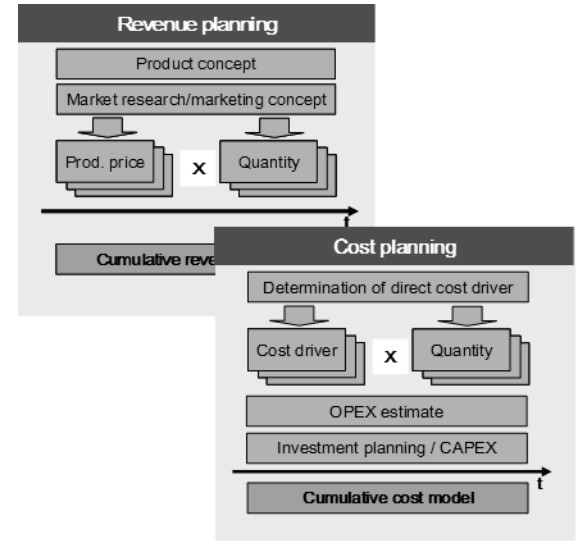 Revenue planning
Product concept
Market research/marketing concept
Prod. price
x
Quantity
t
Cumulative reve
Cost planning
Determination of direct cost driver
Cost driver
x
Quantity
OPEX estimate
Investment planning / CAPEX
t
Cumulative cost model